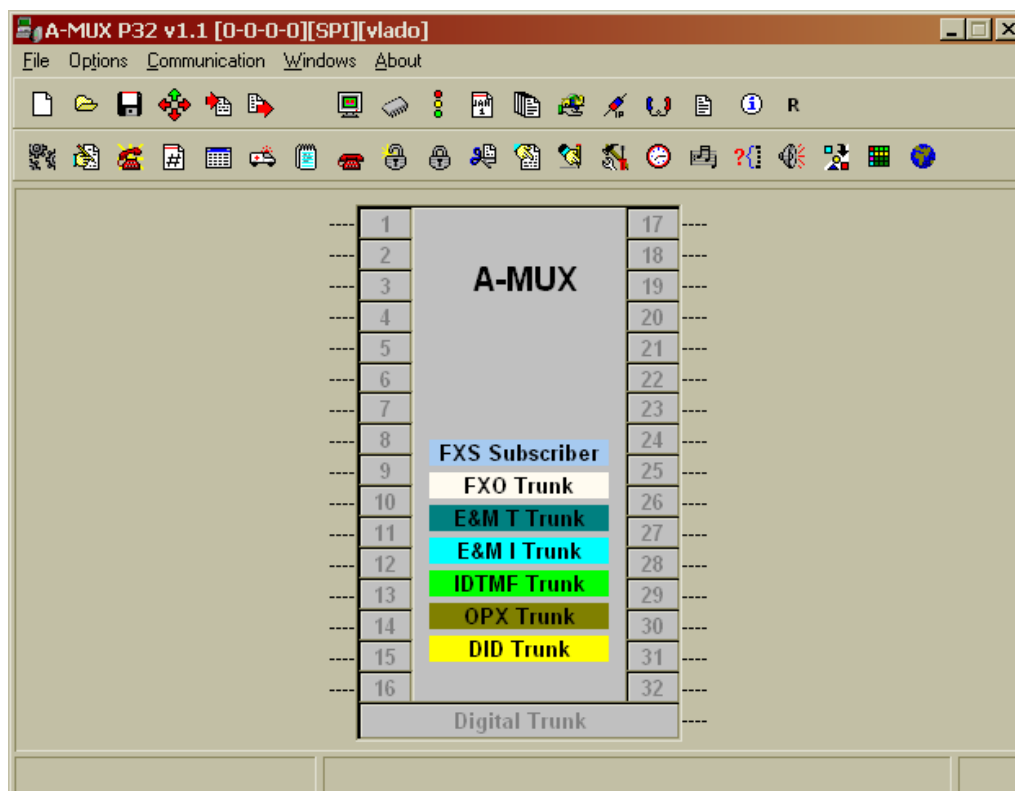 A-MUX P32 v1.1 [0-0-0-0][SPI][vlado]
File Options Communication Windows About
R
---- 1 17 ----
---- 2 18 ----
A-MUX
---- 3 19 ----
---- 4 20 ----
---- 5 21 ----
---- 6 22 ----
---- 7 23 ----
---- 8 24 ----
FXS Subscriber
---- 9 25 ----
FXO Trunk
---- 10 26 ----
E&M T Trunk
---- 11 27 ----
E&M I Trunk
---- 12 28 ----
IDTMF Trunk
---- 13 29 ----
OPX Trunk
---- 14 30 ----
DID Trunk
---- 15 31 ----
---- 16 32 ----
Digital Trunk ----